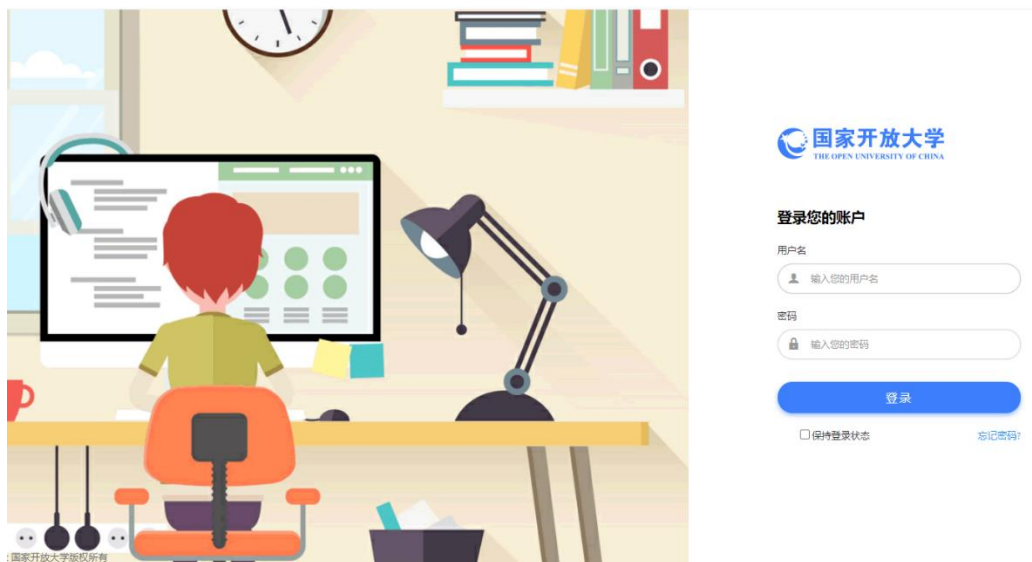 国家开放大学
THE OPEN UNIVERSITY OF CHINA
登录您的账户
用户名
输入您的用户名
密码
输入您的密码
登录
保持登录状态
忘记密码?
国家开放大学版权所有